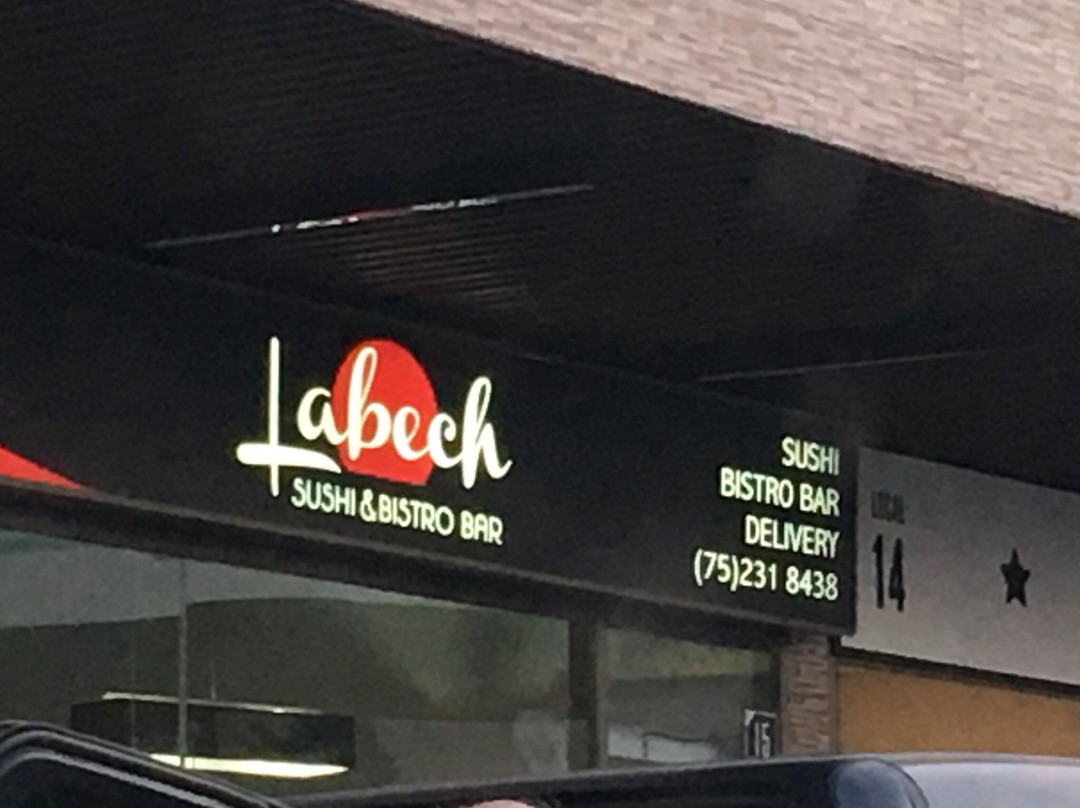 Labech
SUSHI & BISTRO BAR
SUSHI
BISTRO BAR
DELIVERY
(75)231 8438
LOCAL
14
15